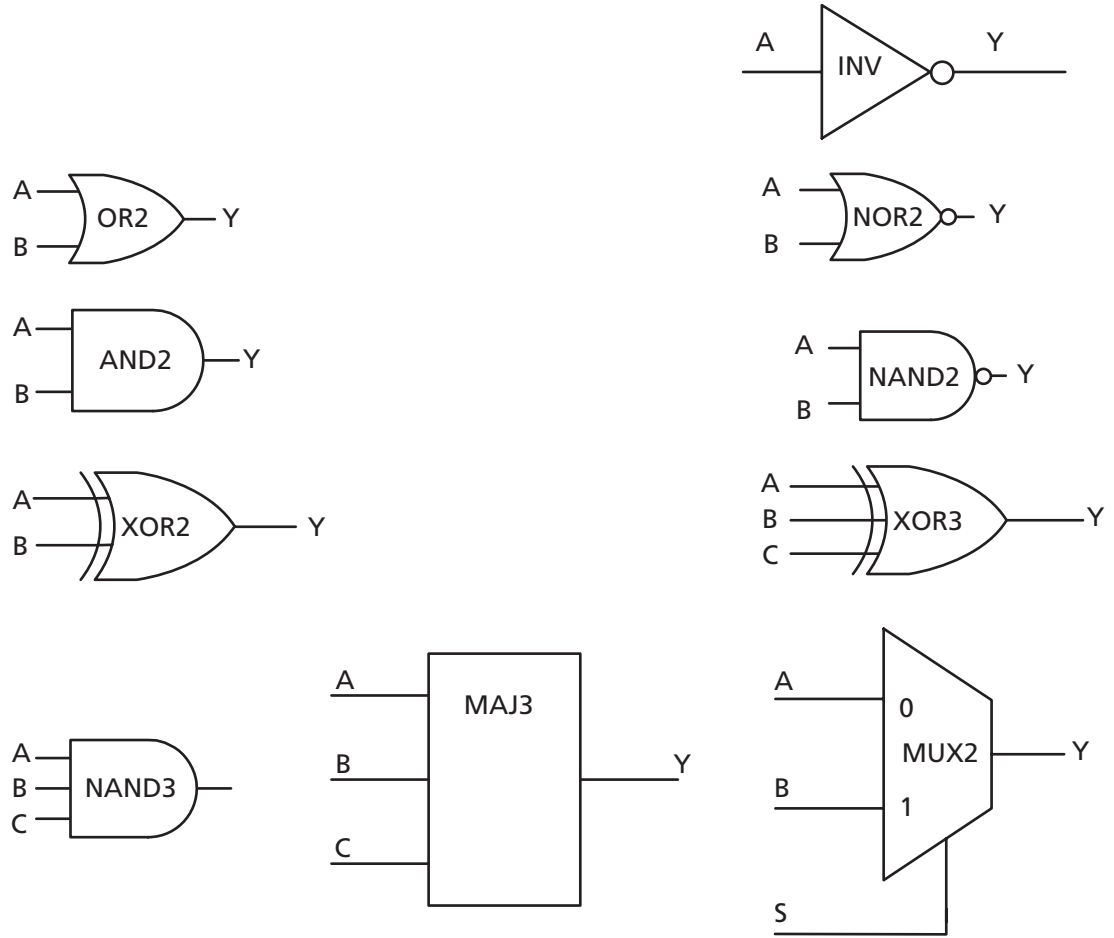 A INV Y
A OR2 Y
B
A NOR2 Y
B
A AND2 Y
B
A NAND2 Y
B
A XOR2 Y
B
A
B XOR3 Y
C
A
B NAND3
C
A MAJ3
B Y
C
A 0
MUX2 Y
B 1
S